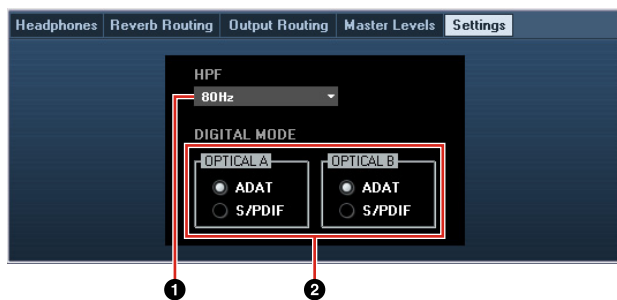 Headphones Reverb Routing Output Routing Master Levels Settings
HPF
80Hz
DIGITAL MODE
OPTICAL A OPTICAL B
ADAT ADAT
S/PDIF S/PDIF
1 2